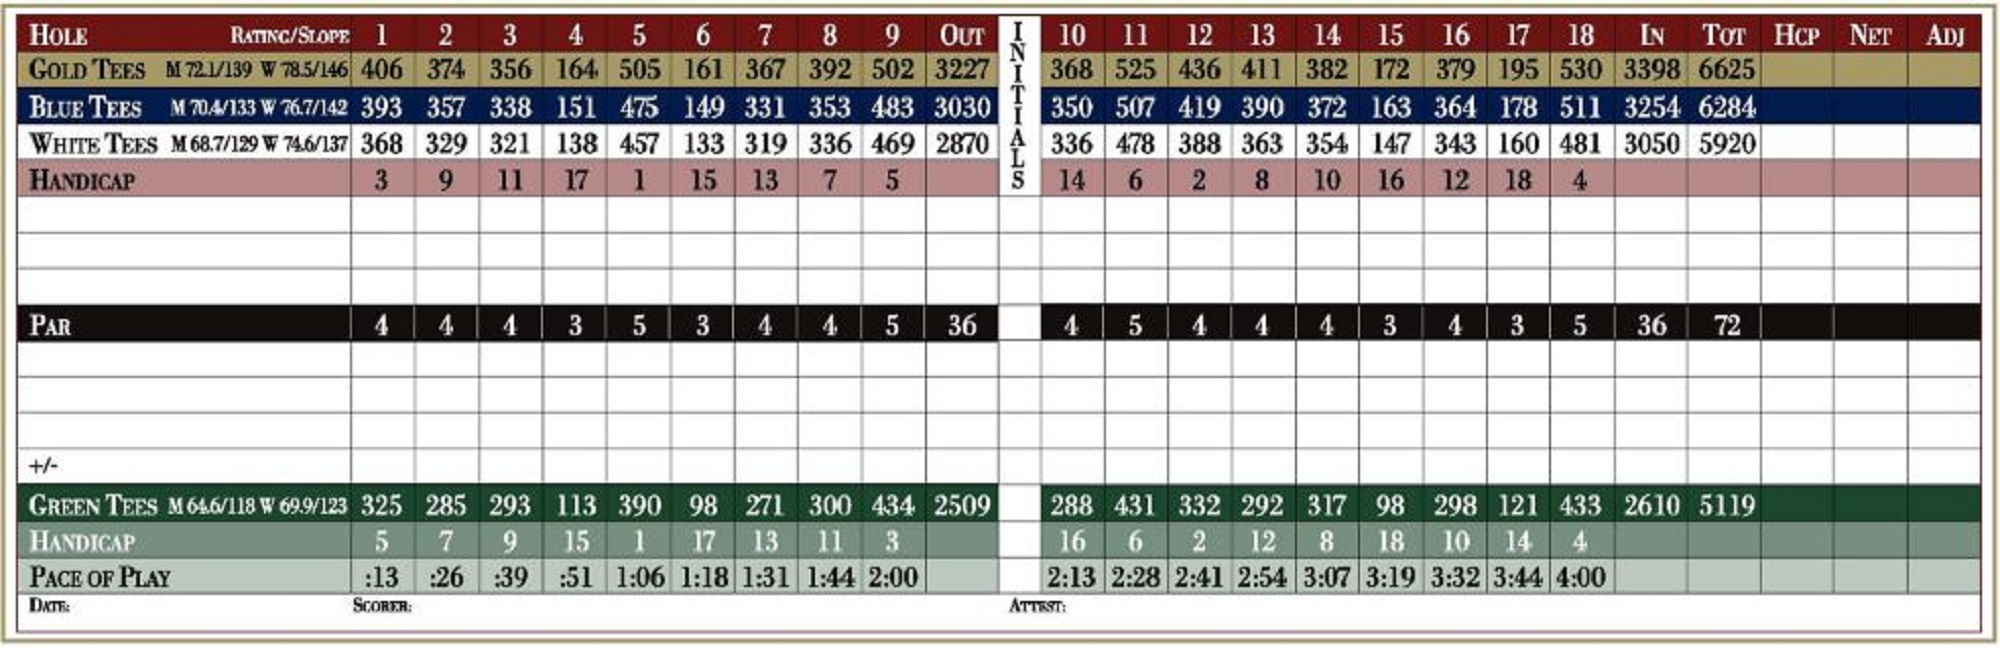 HOLE RATING/SLOPE 1 2 3 4 5 6 7 8 9 OUT INITIALS 10 11 12 13 14 15 16 17 18 IN TOT HCP NET ADJ
GOLD TEES M 72.1/139 W 78.5/146 406 374 356 164 505 161 367 392 502 3227 368 525 436 411 382 172 379 195 530 3398 6625
BLUE TEES M 70.4/133 W 76.7/142 393 357 338 151 475 149 331 353 483 3030 350 507 419 390 372 163 364 178 511 3254 6284
WHITE TEES M 68.7/129 W 74.6/137 368 329 321 138 457 133 319 336 469 2870 336 478 388 363 354 147 343 160 481 3050 5920
HANDICAP 3 9 11 17 1 15 13 7 5 14 6 2 8 10 16 12 18 4
PAR 4 4 4 3 5 3 4 4 5 36 4 5 4 4 4 3 4 3 5 36 72
+/-
GREEN TEES M 64.6/118 W 69.9/123 325 285 293 113 390 98 271 300 434 2509 288 431 332 292 317 98 298 121 433 2610 5119
HANDICAP 5 7 9 15 1 17 13 11 3 16 6 2 12 8 18 10 14 4
PACE OF PLAY :13 :26 :39 :51 1:06 1:18 1:31 1:44 2:00 2:13 2:28 2:41 2:54 3:07 3:19 3:32 3:44 4:00
DATE: SCORER: ATTEST: